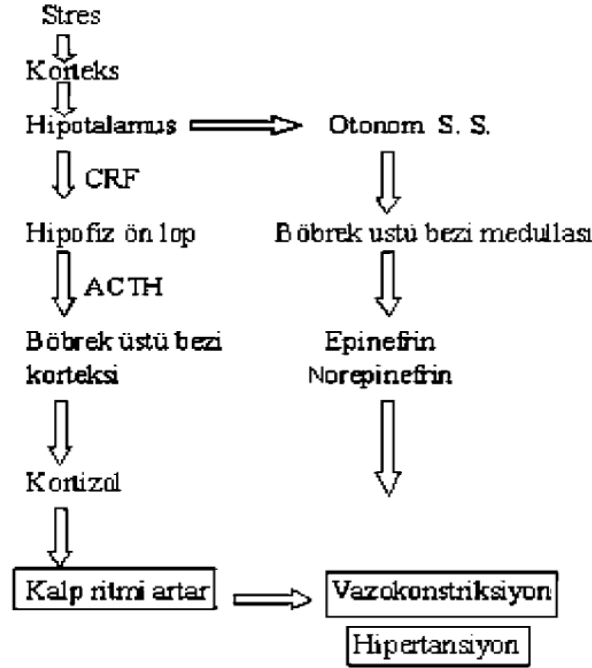 Stres
Korteks
Hipotalamus
Otonom S. S.
CRF
Hipofiz ön lop
Böbrek üstü bezi medullası
ACTH
Böbrek üstü bezi
korteksi
Epinefrin
Norepinefrin
Kortizol
Kalp ritmi artar
Vazokonstriksiyon
Hipertansiyon